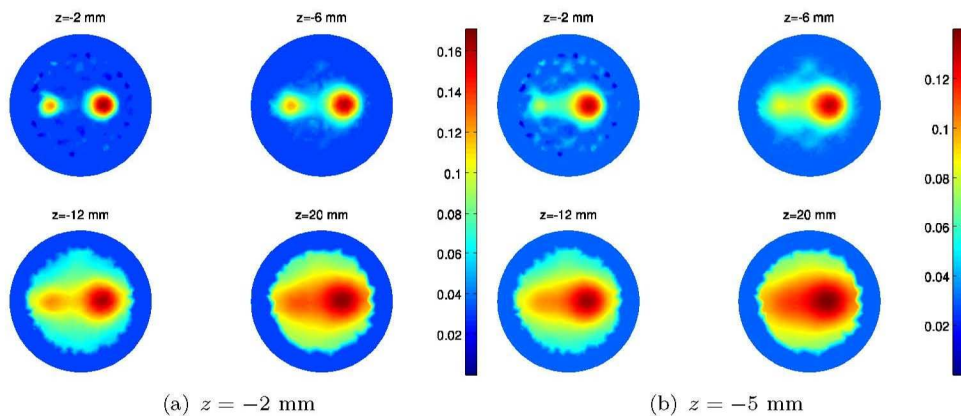 z=-2 mm
z=-6 mm
z=-12 mm
z=20 mm
0.16
0.14
0.12
0.1
0.08
0.06
0.04
0.02
(a) z = −2 mm
z=-2 mm
z=-6 mm
z=-12 mm
z=20 mm
0.12
0.1
0.08
0.06
0.04
0.02
(b) z = −5 mm